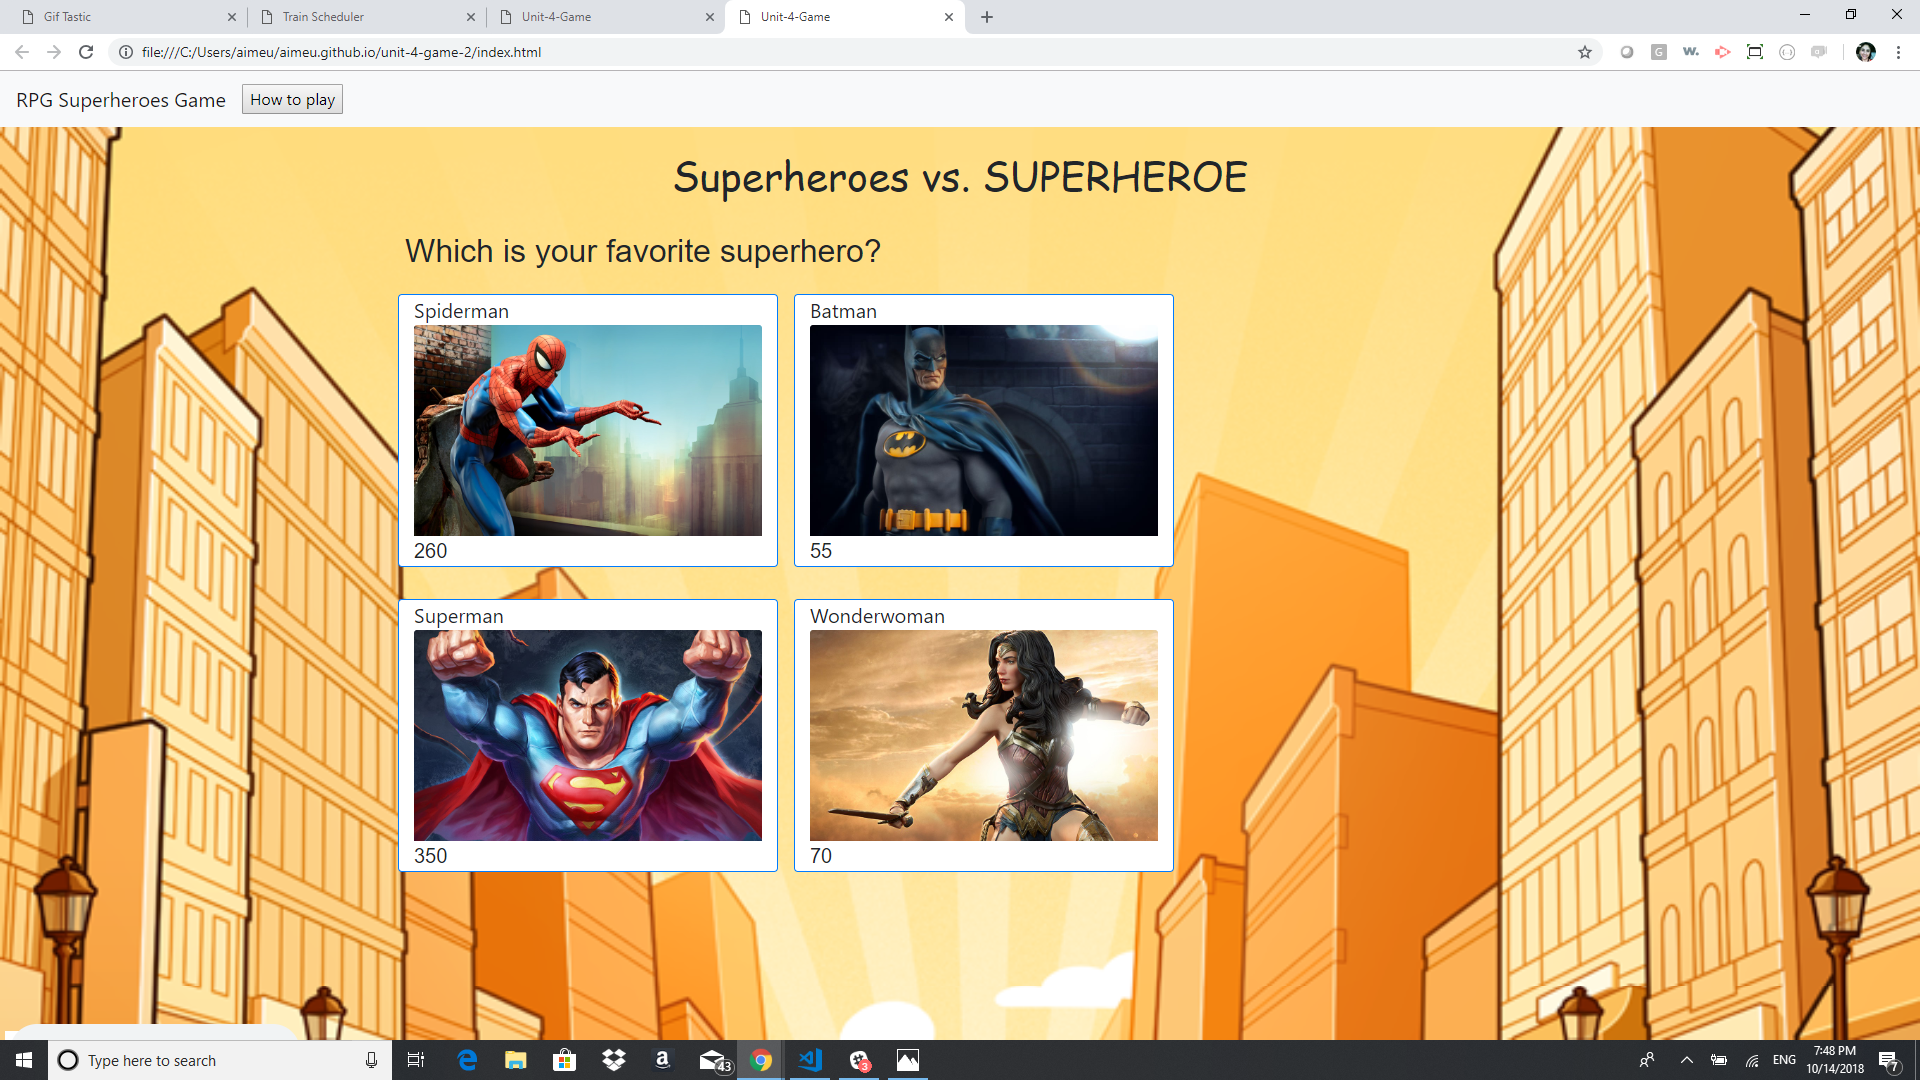 Gif Tastic
Train Scheduler
Unit-4-Game
Unit-4-Game
file:///C:/Users/aimeu/aimeu.github.io/unit-4-game-2/index.html
G
w.
RPG Superheroes Game
How to play
Superheroes vs. SUPERHEROE
Which is your favorite superhero?
Spiderman
Batman
260
55
Superman
Wonderwoman
350
70
Type here to search
43
3
ENG
7:48 PM
10/14/2018
7